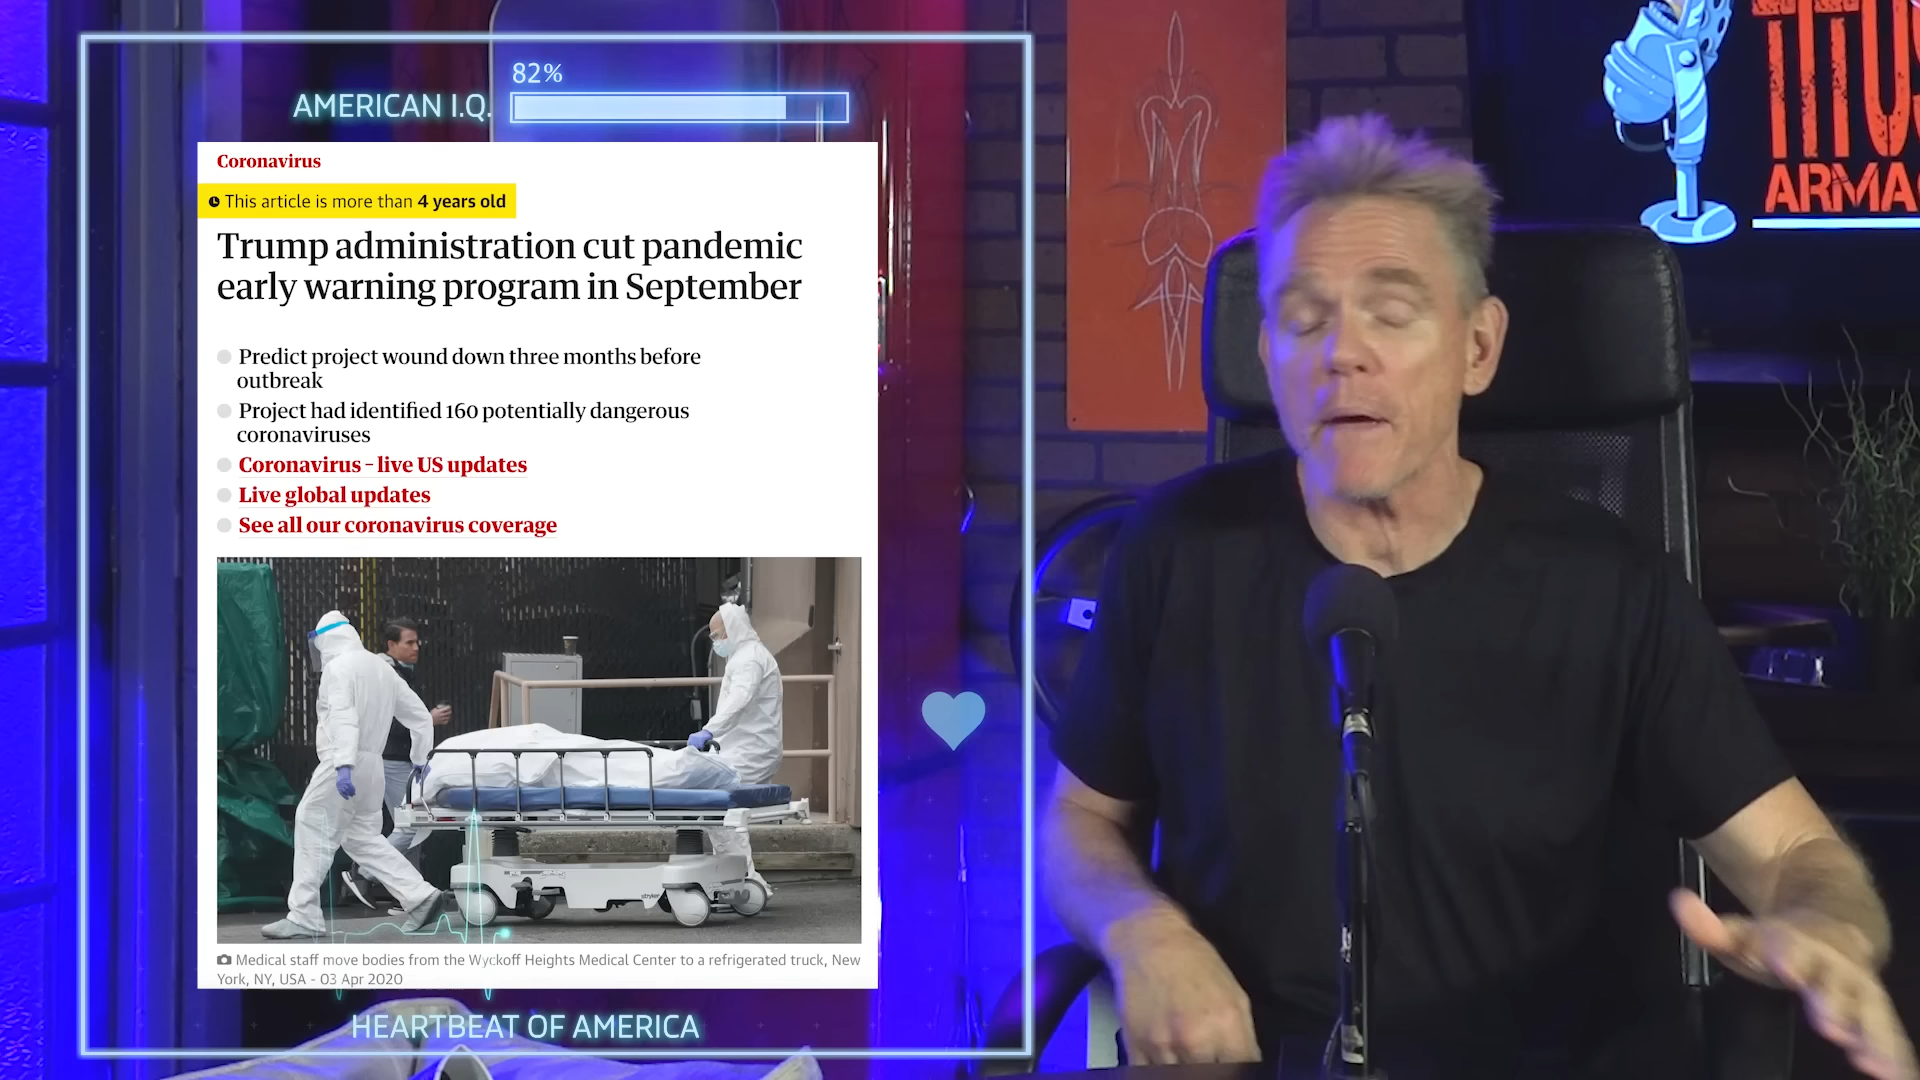 82%
AMERICAN I.Q.
Coronavirus
This article is more than 4 years old
Trump administration cut pandemic
early warning program in September
Predict project wound down three months before
outbreak
Project had identified 160 potentially dangerous
coronaviruses
Coronavirus – live US updates
Live global updates
See all our coronavirus coverage
Medical staff move bodies from the Wyckoff Heights Medical Center to a refrigerated truck, New
York, NY, USA - 03 Apr 2020
HEARTBEAT OF AMERICA